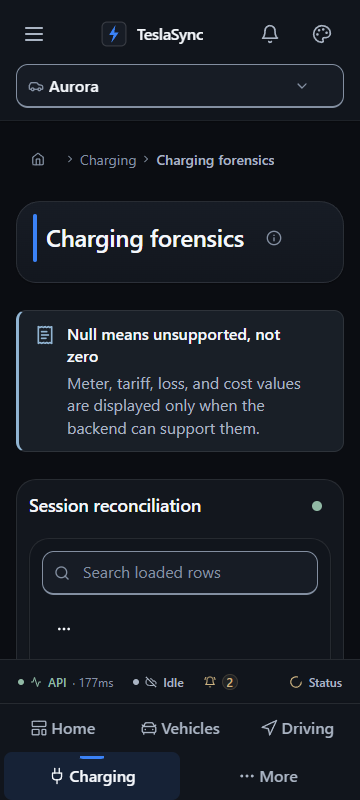 TeslaSync
Aurora
Charging
Charging forensics
Charging forensics
Null means unsupported, not
zero
Meter, tariff, loss, and cost values
are displayed only when the
backend can support them.
Session reconciliation
Search loaded rows
...
API · 177ms
Idle
2
Status
Home
Vehicles
Driving
Charging
More